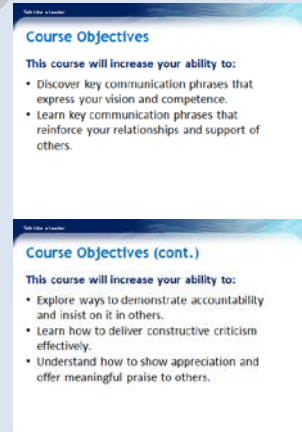 Talk Like a Leader
Course Objectives
This course will increase your ability to:
• Discover key communication phrases that
express your vision and competence.
• Learn key communication phrases that
reinforce your relationships and support of
others.
Talk Like a Leader
Course Objectives (cont.)
This course will increase your ability to:
• Explore ways to demonstrate accountability
and insist on it in others.
• Learn how to deliver constructive criticism
effectively.
• Understand how to show appreciation and
offer meaningful praise to others.